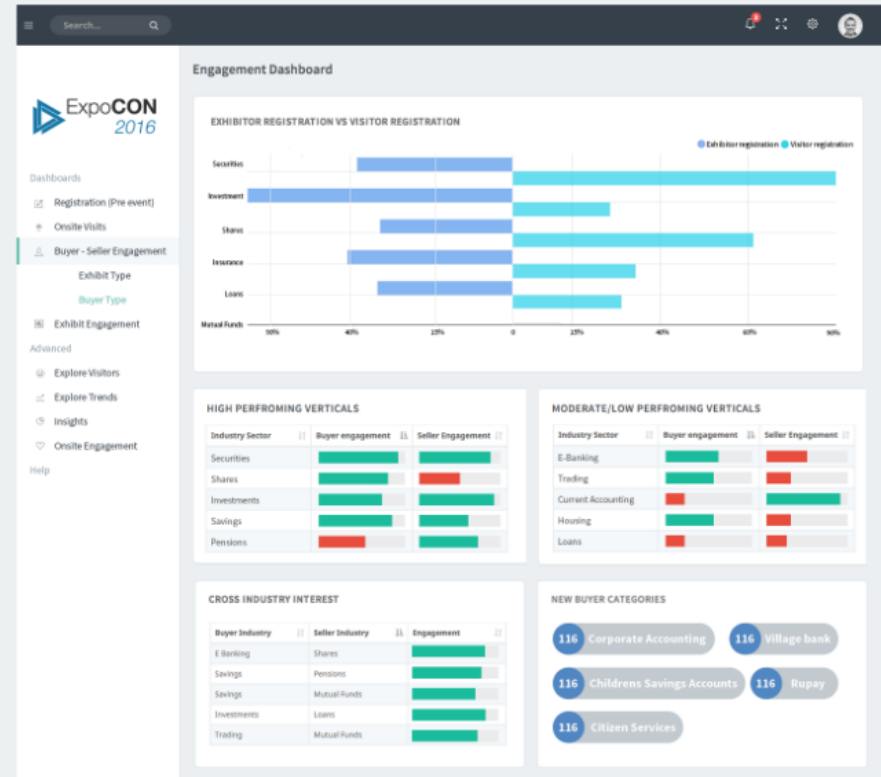 Search...
8
Engagement Dashboard
ExpoCON
2016
Dashboards
Registration (Pre event)
Onsite Visits
Buyer - Seller Engagement
Exhibit Type
Buyer Type
Exhibit Engagement
Advanced
Explore Visitors
Explore Trends
Insights
Onsite Engagement
Help
EXHIBITOR REGISTRATION VS VISITOR REGISTRATION
Exhibitor registration Visitor registration
Securities
Investment
Shares
Insurance
Loans
Mutual Funds
90% 40% 25% 0 25% 40% 60% 90%
HIGH PERFROMING VERTICALS
Industry Sector Buyer engagement Seller Engagement
Securities
Shares
Investments
Savings
Pensions
MODERATE/LOW PERFROMING VERTICALS
Industry Sector Buyer engagement Seller Engagement
E-Banking
Trading
Current Accounting
Housing
Loans
CROSS INDUSTRY INTEREST
Buyer Industry Seller Industry Engagement
E Banking Shares
Savings Pensions
Savings Mutual Funds
Investments Loans
Trading Mutual Funds
NEW BUYER CATEGORIES
116 Corporate Accounting 116 Village bank
116 Childrens Savings Accounts 116 Rupay
116 Citizen Services